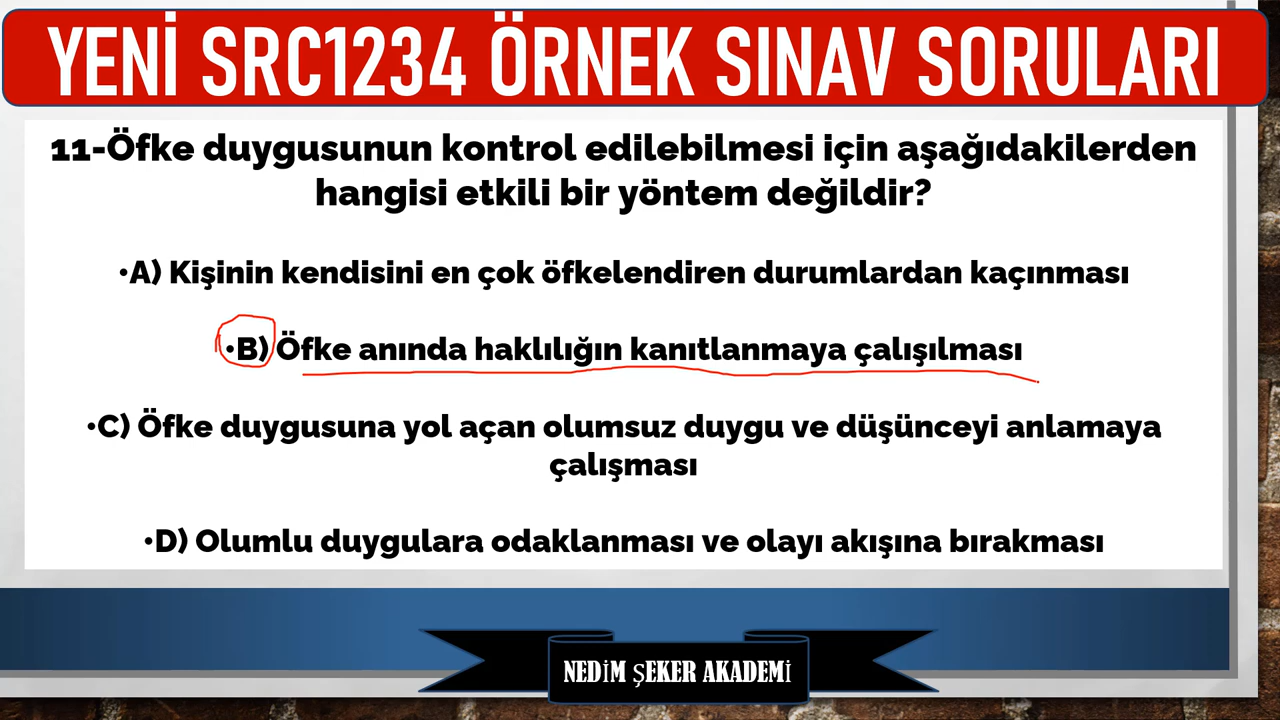 YENİ SRC1234 ÖRNEK SINAV SORULARI
11-Öfke duygusunun kontrol edilebilmesi için aşağıdakilerden
hangisi etkili bir yöntem değildir?
•A) Kişinin kendisini en çok öfkelendiren durumlardan kaçınması
•B) Öfke anında haklılığın kanıtlanmaya çalışılması
•C) Öfke duygusuna yol açan olumsuz duygu ve düşünceyi anlamaya
çalışması
•D) Olumlu duygulara odaklanması ve olayı akışına bırakması
NEDİM ŞEKER AKADEMİ